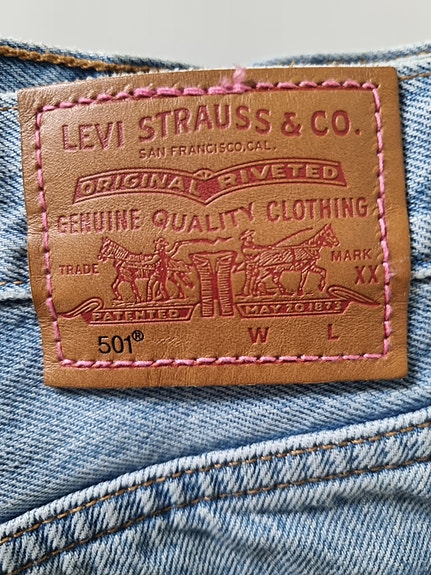 LEVI STRAUSS & CO.
SAN FRANCISCO, CAL.
ORIGINAL RIVETED
GENUINE QUALITY CLOTHING
TRADE MARK
XX
PATENTED MAY 20 1873
501® W L